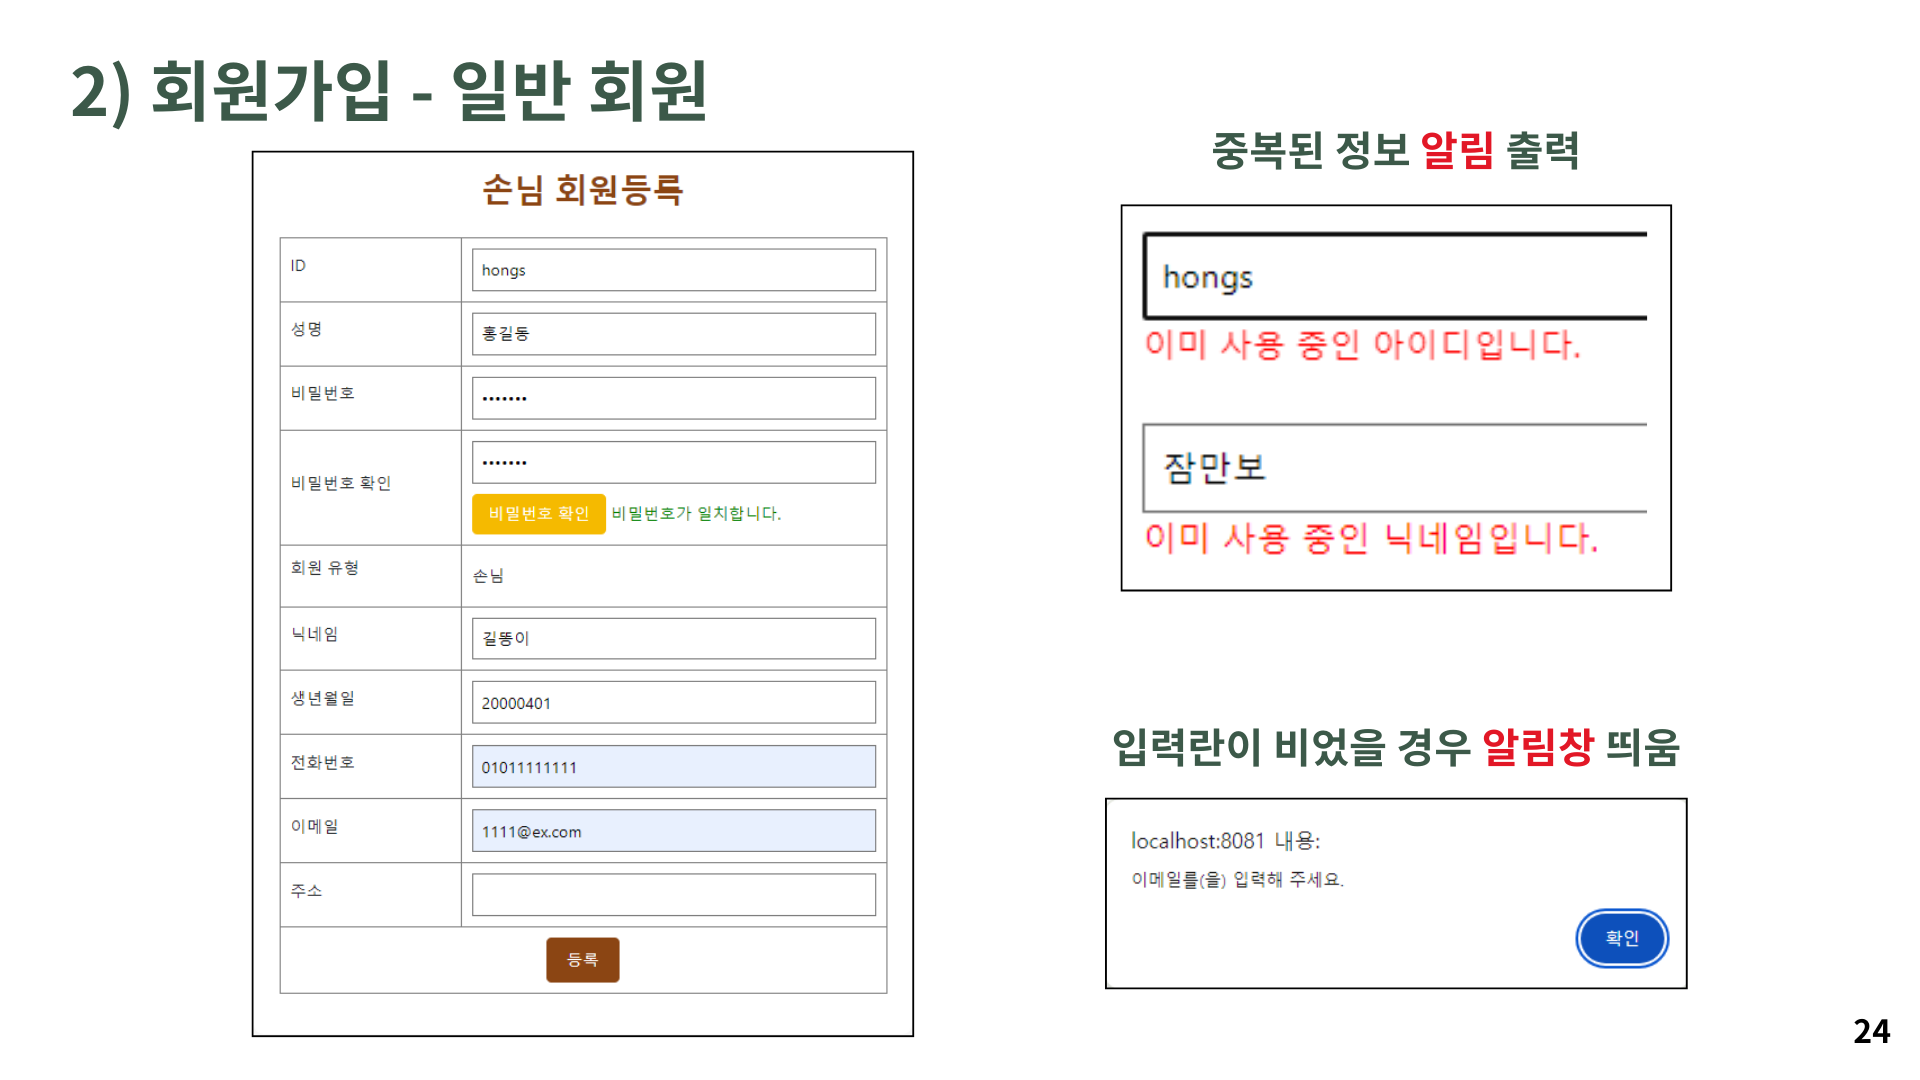 2) 회원가입 - 일반 회원
손님 회원등록
ID
hongs
성명
홍길동
비밀번호
•••••••
비밀번호 확인
•••••••
비밀번호 확인 비밀번호가 일치합니다.
회원 유형
손님
닉네임
길똥이
생년월일
20000401
전화번호
01011111111
이메일
1111@ex.com
주소
등록
중복된 정보 알림 출력
hongs
이미 사용 중인 아이디입니다.
잠만보
이미 사용 중인 닉네임입니다.
입력란이 비었을 경우 알림창 띄움
localhost:8081 내용:
이메일를(을) 입력해 주세요.
확인
24